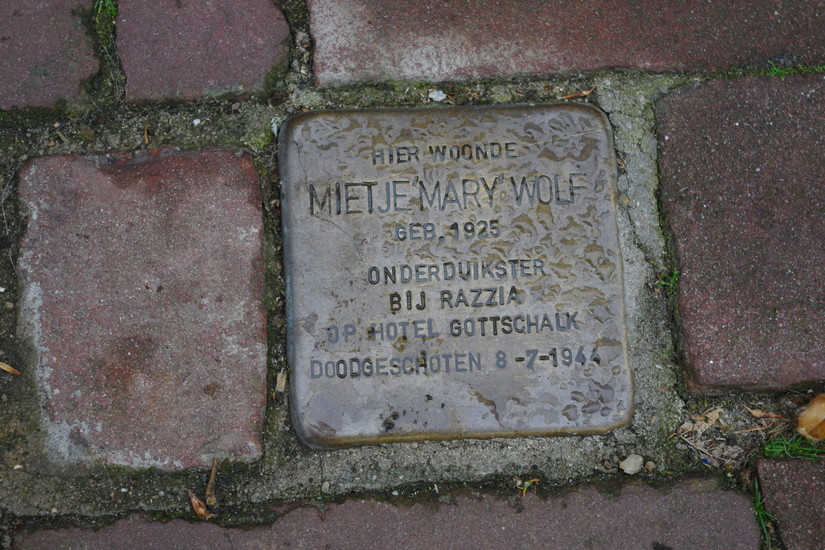 HIER WOONDE
MIETJE "MARY" WOLF
GEB. 1925
ONDERDUIKSTER
BIJ RAZZIA
OP HOTEL GOTTSCHALK
DOODGESCHOTEN 8-7-1944